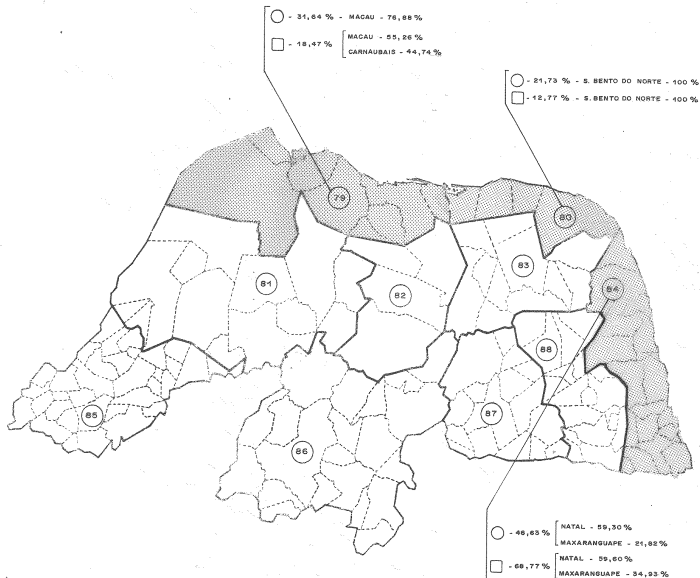 - 31,64 % - MACAU - 76,88 %
- 18,47 % MACAU - 55,26 %
CARNAUBAIS - 44,74 %
- 21,73 % - S. BENTO DO NORTE - 100 %
- 12,77 % - S. BENTO DO NORTE - 100 %
79
80
81
82
83
84
88
85
86
87
- 46,63 % NATAL - 59,30 %
MAXARANGUAPE - 21,82 %
- 68,77 % NATAL - 59,60 %
MAXARANGUAPE - 34,93 %